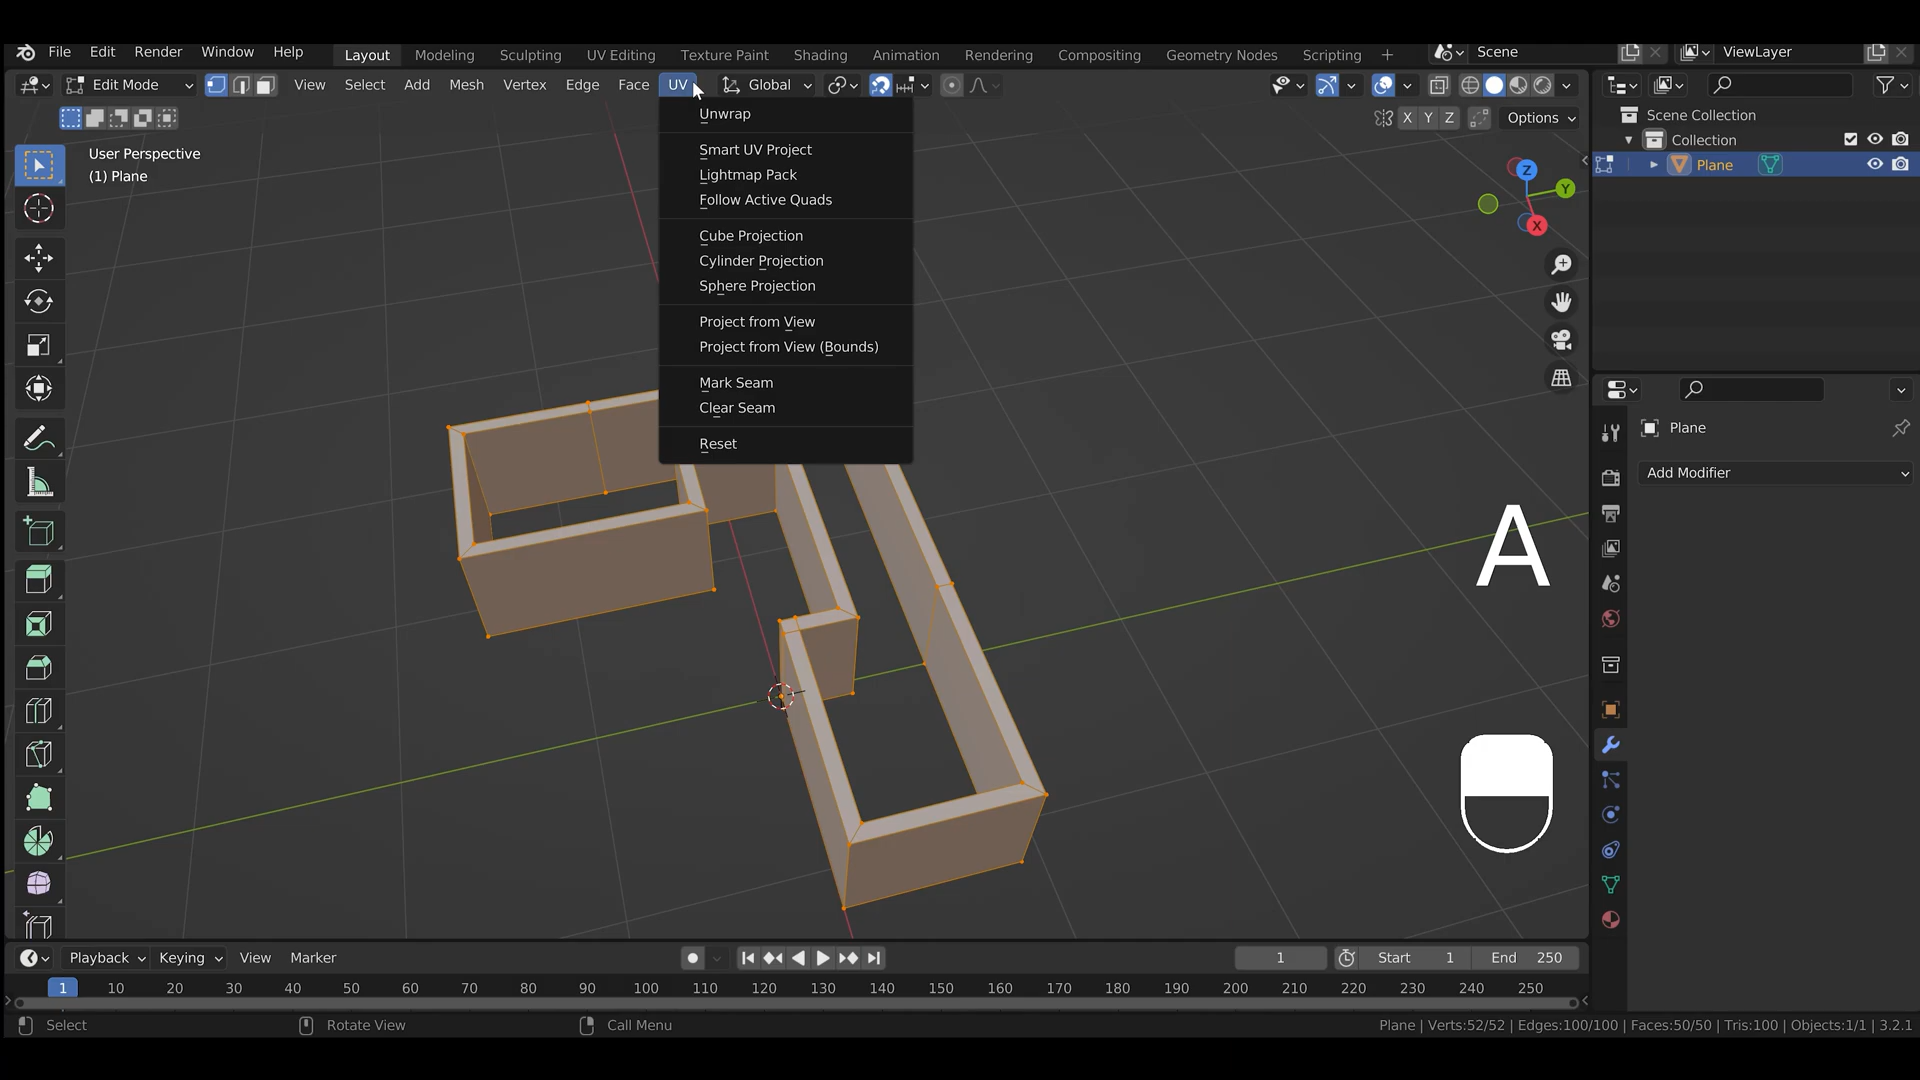 File Edit Render Window Help Layout Modeling Sculpting UV Editing Texture Paint Shading Animation Rendering Compositing Geometry Nodes Scripting + Scene ViewLayer
Edit Mode View Select Add Mesh Vertex Edge Face UV Global
X Y Z Options
User Perspective
(1) Plane
Unwrap
Smart UV Project
Lightmap Pack
Follow Active Quads
Cube Projection
Cylinder Projection
Sphere Projection
Project from View
Project from View (Bounds)
Mark Seam
Clear Seam
Reset
Z
Y
X
A
Scene Collection
Collection
Plane
Plane
Add Modifier
Playback Keying View Marker 1 Start 1 End 250
1 10 20 30 40 50 60 70 80 90 100 110 120 130 140 150 160 170 180 190 200 210 220 230 240 250
Select Rotate View Call Menu Plane | Verts:52/52 | Edges:100/100 | Faces:50/50 | Tris:100 | Objects:1/1 | 3.2.1